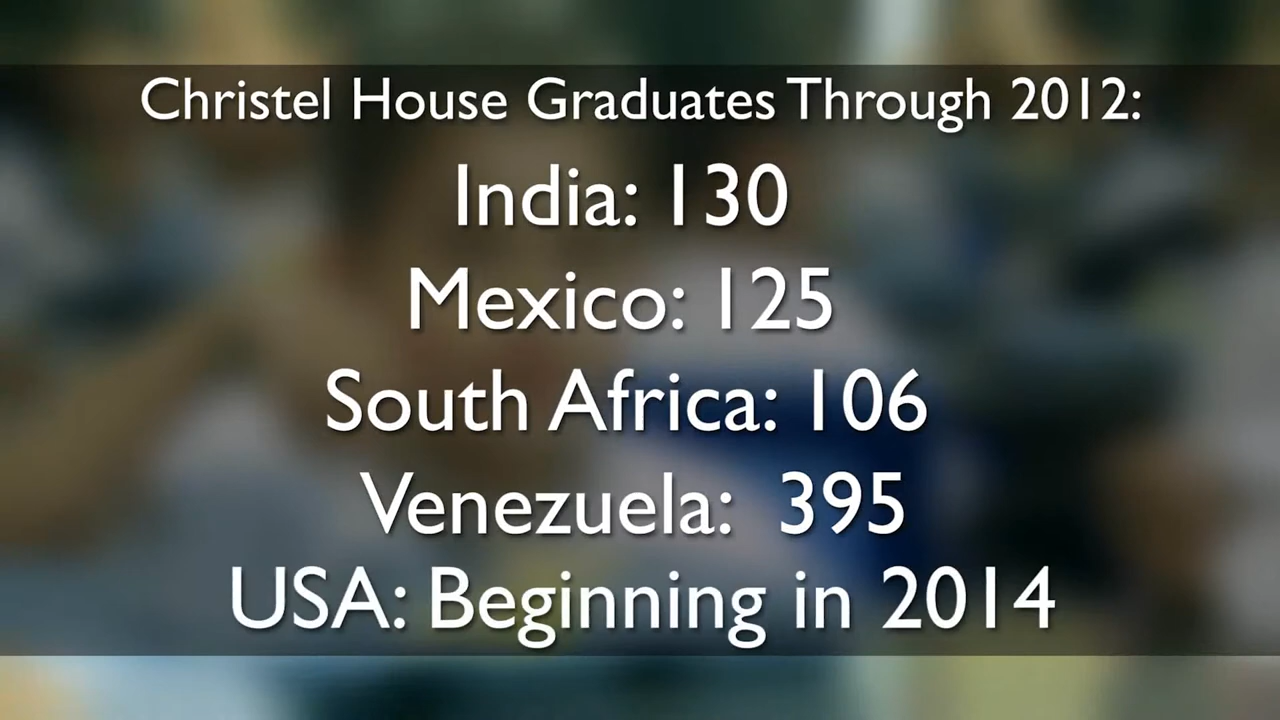 Christel House Graduates Through 2012:
India: 130
Mexico: 125
South Africa: 106
Venezuela: 395
USA: Beginning in 2014